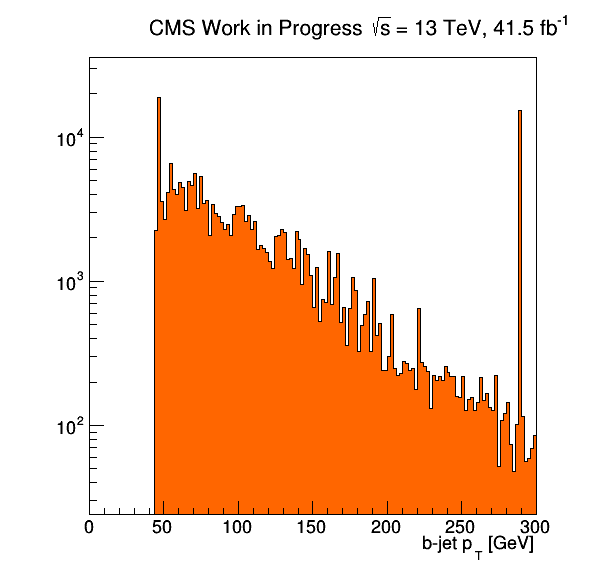 CMS Work in Progress √s = 13 TeV, 41.5 fb⁻¹
10⁴
10³
10²
0 50 100 150 200 250 300
b-jet p_T [GeV]